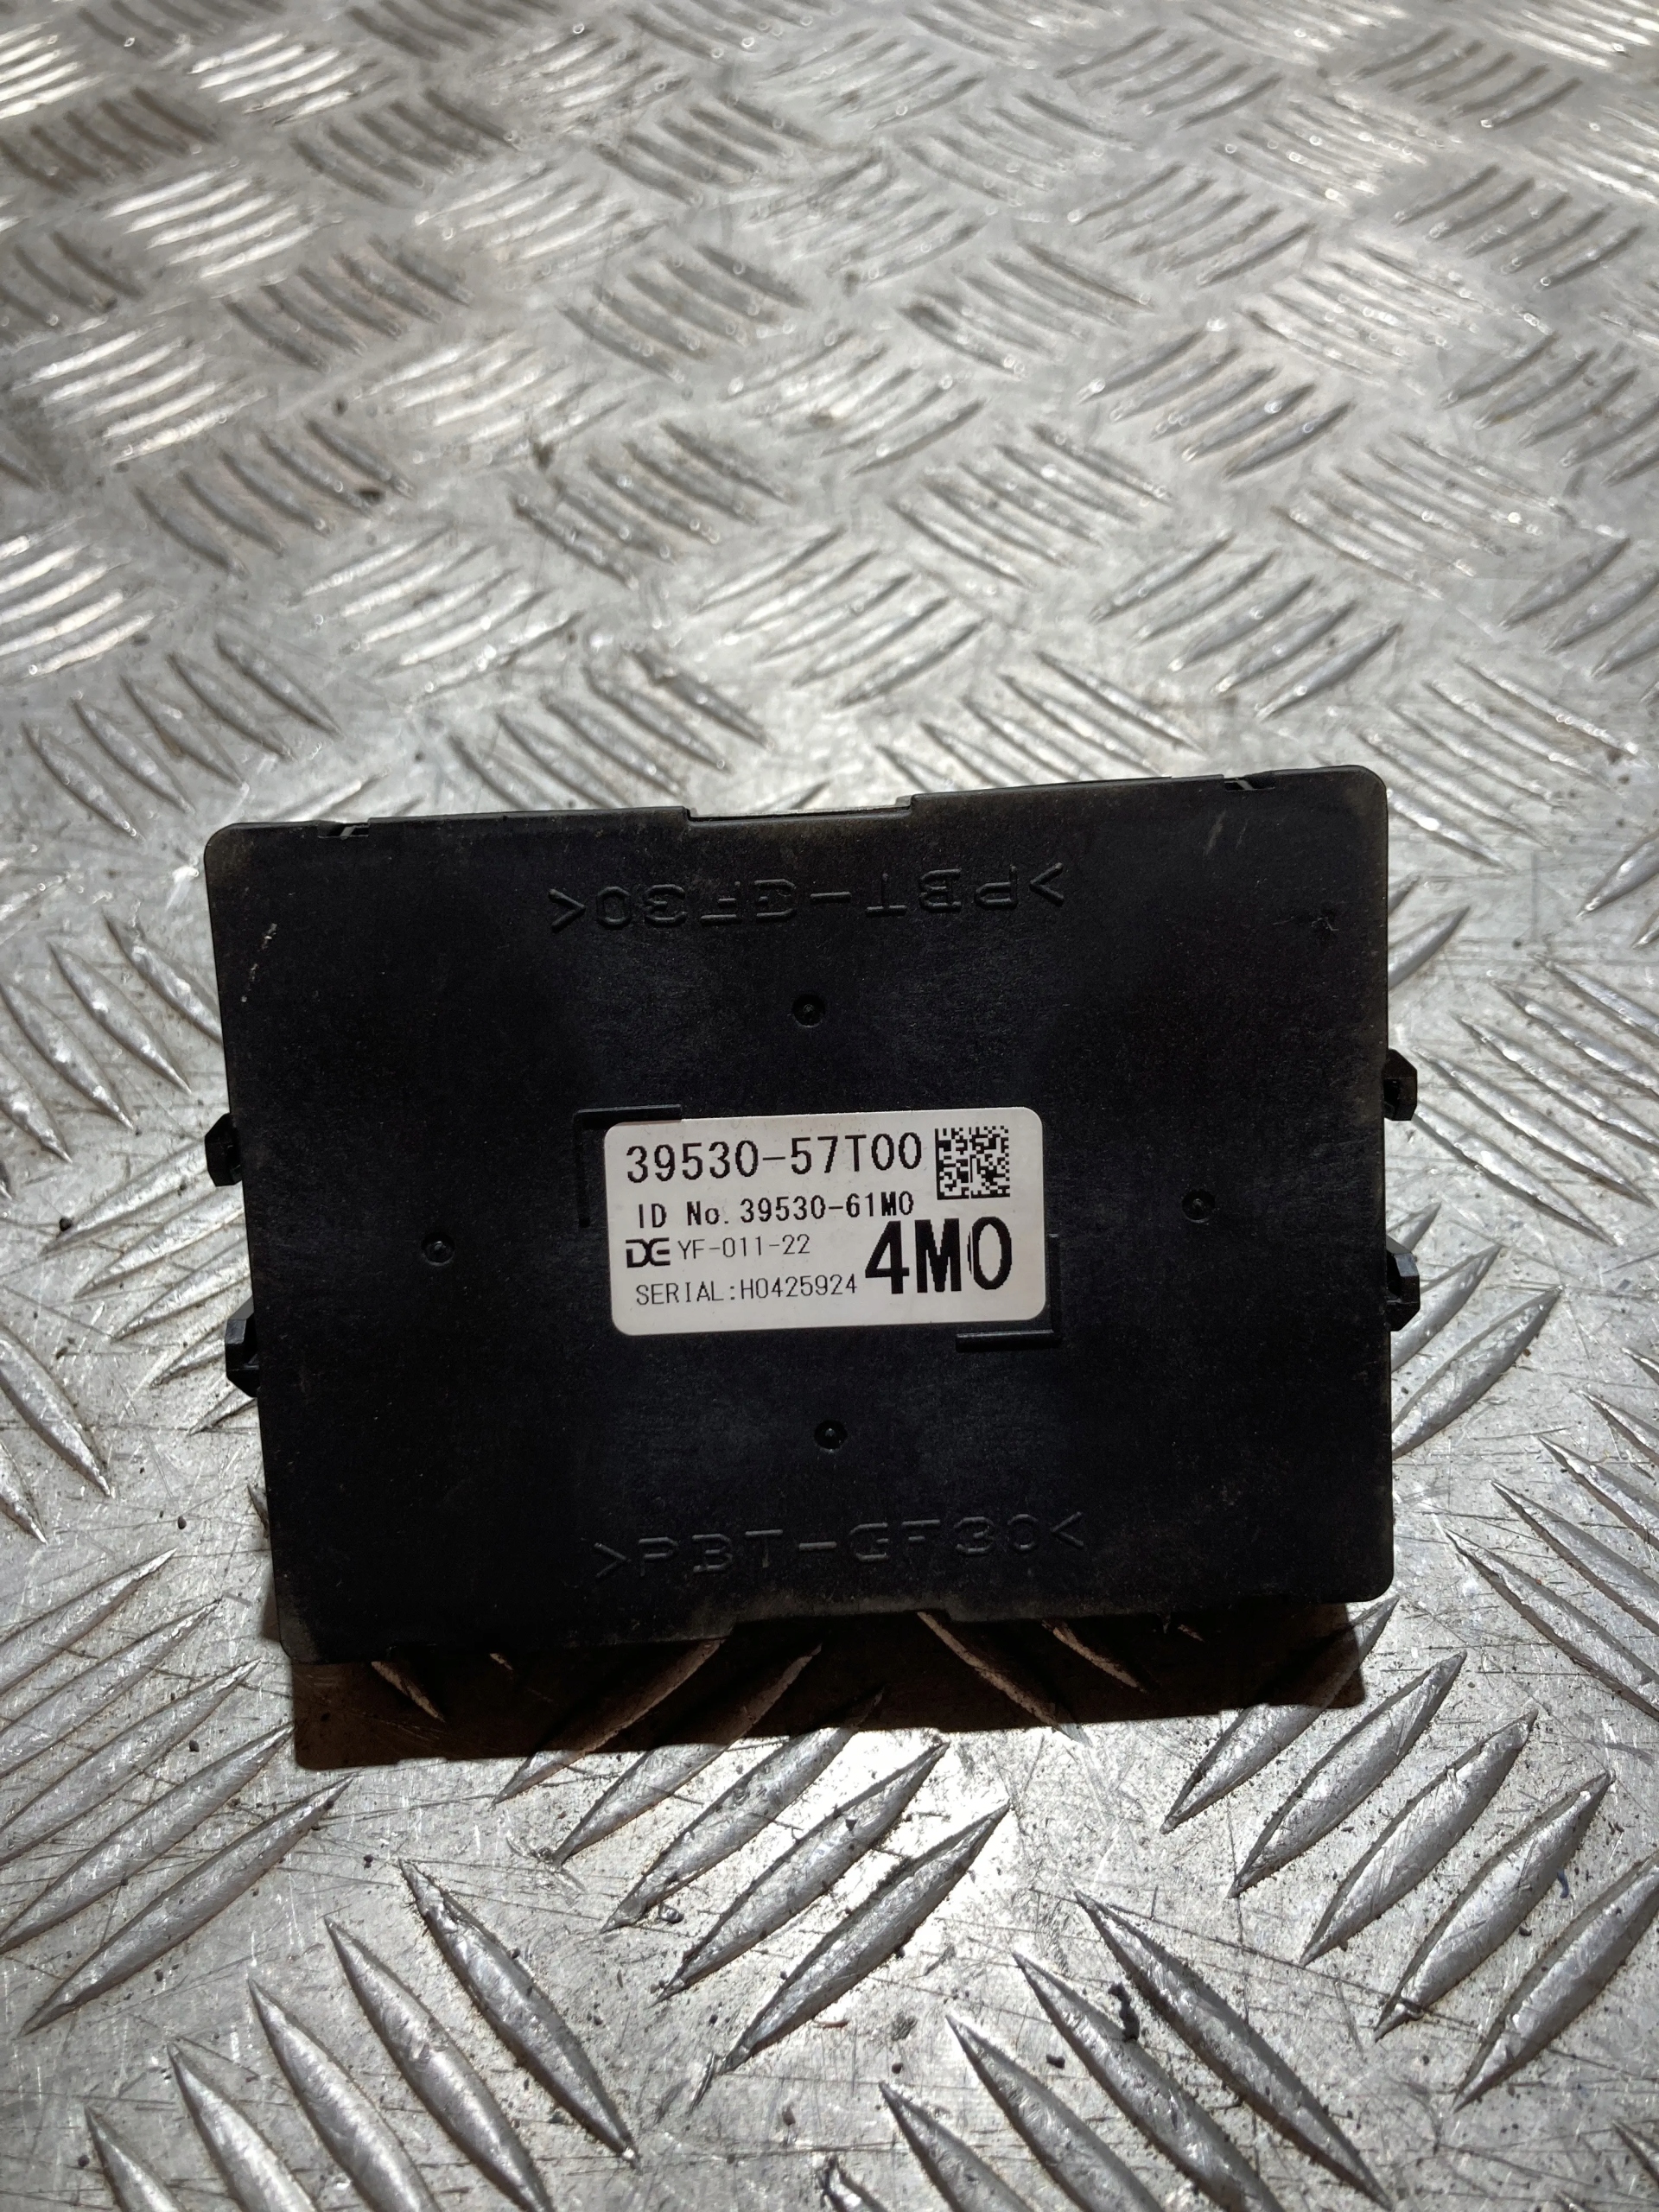 >PBT-GF30<
39530-57T00
ID No. 39530-61M0
DE YF-011-22
4M0
SERIAL:H0425924
>PBT-GF30<